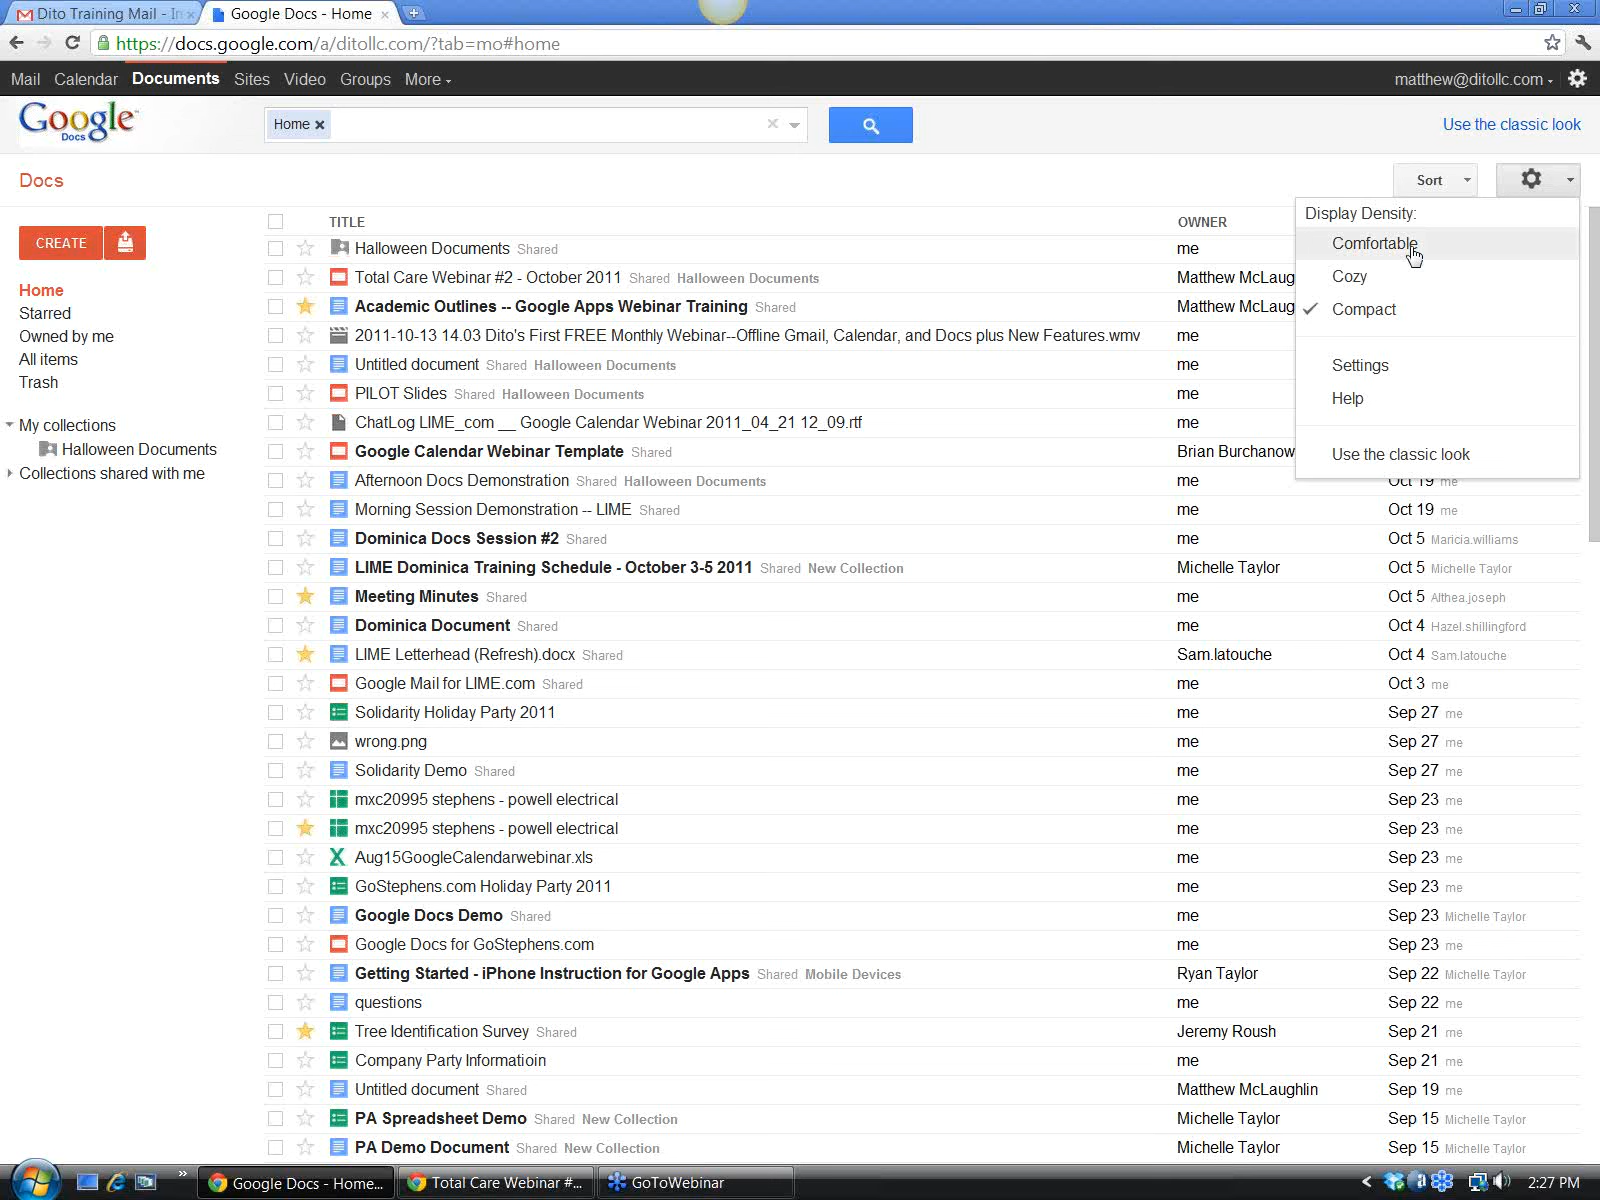 Dito Training Mail - In
Google Docs - Home
https://docs.google.com/a/ditollc.com/?tab=mo#home
Mail Calendar Documents Sites Video Groups More
matthew@ditollc.com
Google Docs
Home
Use the classic look
Docs
Sort
CREATE
Home
Starred
Owned by me
All items
Trash
My collections
Halloween Documents
Collections shared with me
TITLE OWNER
Halloween Documents Shared me
Total Care Webinar #2 - October 2011 Shared Halloween Documents Matthew McLaug
Academic Outlines -- Google Apps Webinar Training Shared Matthew McLaug
2011-10-13 14.03 Dito's First FREE Monthly Webinar--Offline Gmail, Calendar, and Docs plus New Features.wmv me
Untitled document Shared Halloween Documents me
PILOT Slides Shared Halloween Documents me
ChatLog LIME_com __ Google Calendar Webinar 2011_04_21 12_09.rtf me
Google Calendar Webinar Template Shared Brian Burchanow
Afternoon Docs Demonstration Shared Halloween Documents me Oct 19 me
Morning Session Demonstration -- LIME Shared me Oct 19 me
Dominica Docs Session #2 Shared me Oct 5 Maricia.williams
LIME Dominica Training Schedule - October 3-5 2011 Shared New Collection Michelle Taylor Oct 5 Michelle Taylor
Meeting Minutes Shared me Oct 5 Althea.joseph
Dominica Document Shared me Oct 4 Hazel.shillingford
LIME Letterhead (Refresh).docx Shared Sam.latouche Oct 4 Sam.latouche
Google Mail for LIME.com Shared me Oct 3 me
Solidarity Holiday Party 2011 me Sep 27 me
wrong.png me Sep 27 me
Solidarity Demo Shared me Sep 27 me
mxc20995 stephens - powell electrical me Sep 23 me
mxc20995 stephens - powell electrical me Sep 23 me
Aug15GoogleCalendarwebinar.xls me Sep 23 me
GoStephens.com Holiday Party 2011 me Sep 23 me
Google Docs Demo Shared me Sep 23 Michelle Taylor
Google Docs for GoStephens.com me Sep 23 me
Getting Started - iPhone Instruction for Google Apps Shared Mobile Devices Ryan Taylor Sep 22 Michelle Taylor
questions me Sep 22 me
Tree Identification Survey Shared Jeremy Roush Sep 21 me
Company Party Informatioin me Sep 21 me
Untitled document Shared Matthew McLaughlin Sep 19 me
PA Spreadsheet Demo Shared New Collection Michelle Taylor Sep 15 Michelle Taylor
PA Demo Document Shared New Collection Michelle Taylor Sep 15 Michelle Taylor
Display Density:
Comfortable
Cozy
Compact
Settings
Help
Use the classic look
Google Docs - Home...
Total Care Webinar #...
GoToWebinar
2:27 PM